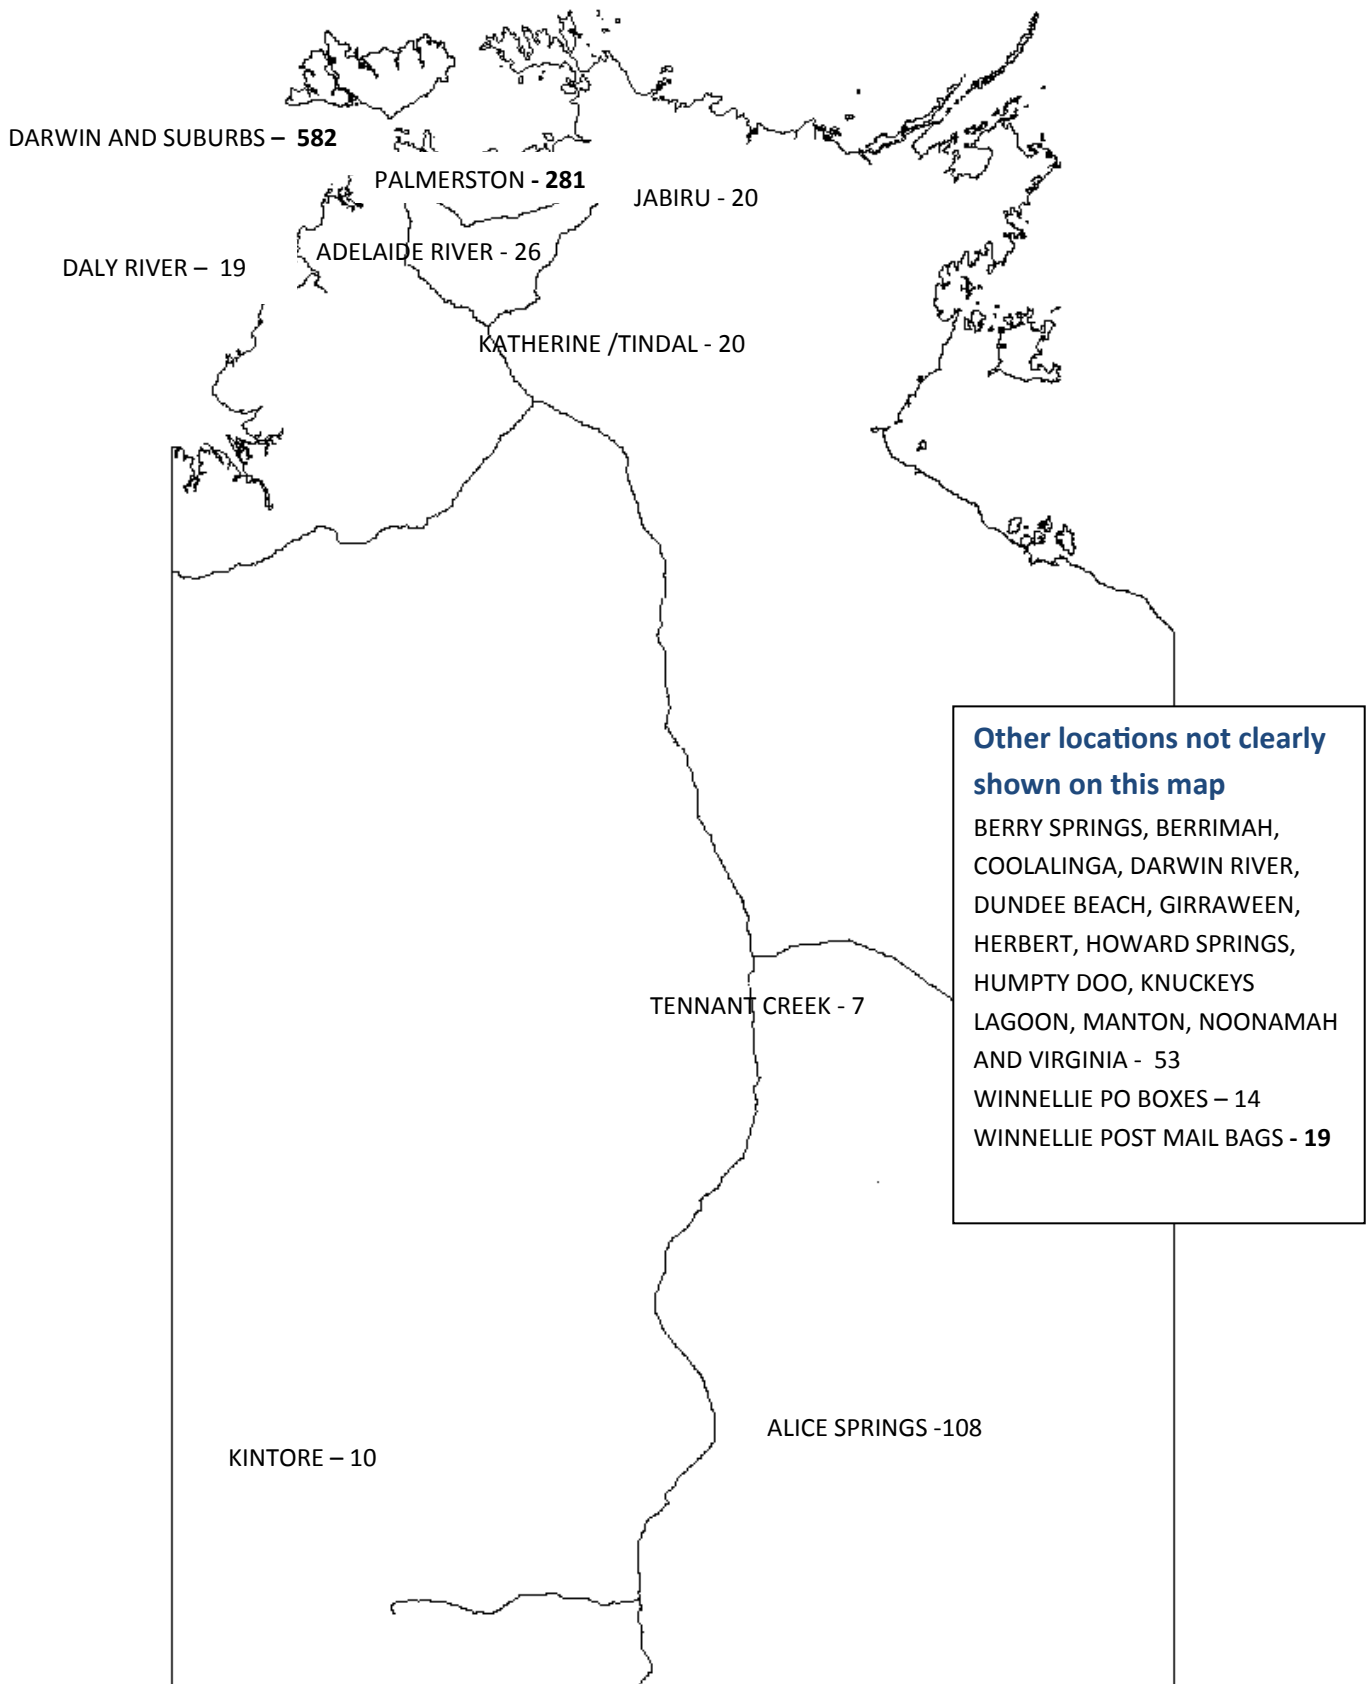 DARWIN AND SUBURBS – 582
PALMERSTON - 281
JABIRU - 20
ADELAIDE RIVER - 26
DALY RIVER – 19
KATHERINE /TINDAL - 20
Other locations not clearly
shown on this map
BERRY SPRINGS, BERRIMAH,
COOLALINGA, DARWIN RIVER,
DUNDEE BEACH, GIRRAWEEN,
HERBERT, HOWARD SPRINGS,
HUMPTY DOO, KNUCKEYS
LAGOON, MANTON, NOONAMAH
AND VIRGINIA - 53
WINNELLIE PO BOXES – 14
WINNELLIE POST MAIL BAGS - 19
TENNANT CREEK - 7
ALICE SPRINGS -108
KINTORE – 10